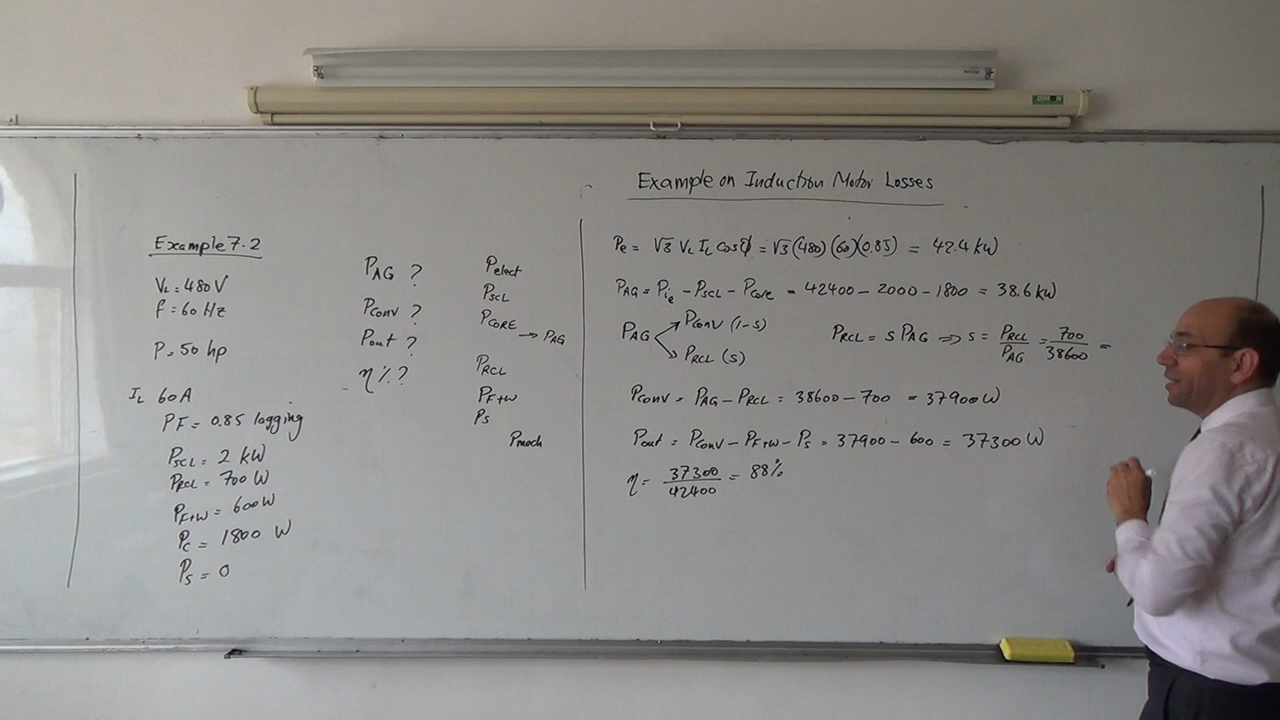 Example on Induction Motor Losses
Example 7.2
VL = 480 V
f = 60 Hz
P = 50 hp
IL 60A
PF = 0.85 lagging
PSCL = 2 kW
PRCL = 700 W
PF+W = 600 W
PC = 1800 W
PS = 0
PAG ?
PConv ?
Pout ?
η % ?
Pelect
PSCL
PCORE
→ PAG
PRCL
PF+W
PS
Pmech
Pe = √3 VL IL Cosφ = √3 (480) (60) (0.85) = 42.4 kW
PAG = Pie - PSCL - PCore = 42400 - 2000 - 1800 = 38.6 kW
PAG PConv (1-s)
PRCL (s)
PRCL = s PAG ⇒ s = PRCL/PAG = 700/38600 =
PConv = PAG - PRCL = 38600 - 700 = 37900 W
Pout = PConv - PF+W - PS = 37900 - 600 = 37300 W
η = 37300/42400 = 88%